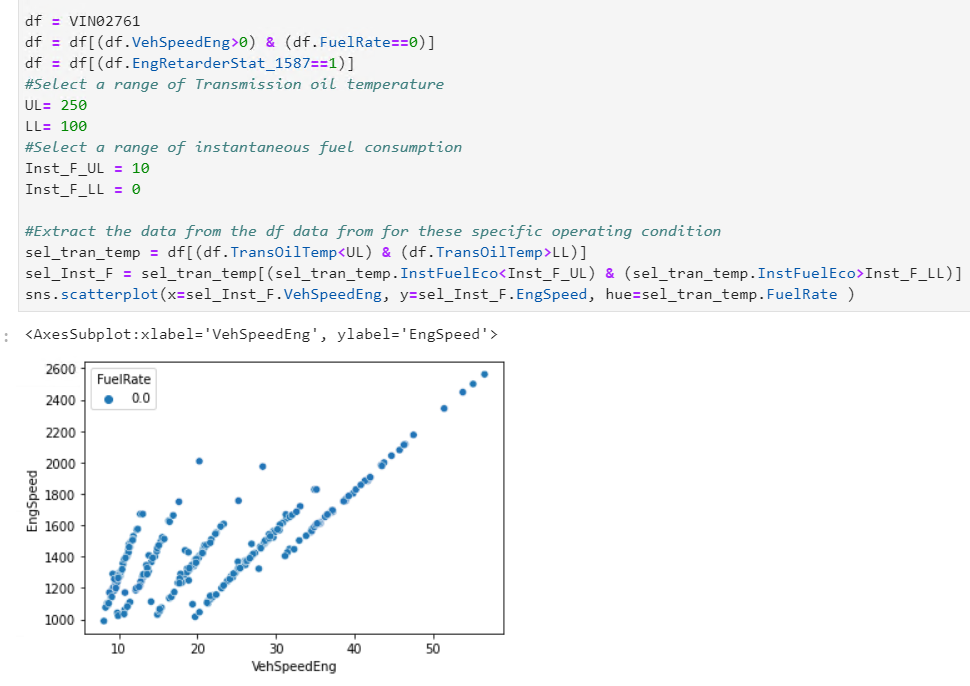 df = VIN02761
df = df[(df.VehSpeedEng>0) & (df.FuelRate==0)]
df = df[(df.EngRetarderStat_1587==1)]
#Select a range of Transmission oil temperature
UL= 250
LL= 100
#Select a range of instantaneous fuel consumption
Inst_F_UL = 10
Inst_F_LL = 0
#Extract the data from the df data from for these specific operating condition
sel_tran_temp = df[(df.TransOilTemp<UL) & (df.TransOilTemp>LL)]
sel_Inst_F = sel_tran_temp[(sel_tran_temp.InstFuelEco<Inst_F_UL) & (sel_tran_temp.InstFuelEco>Inst_F_LL)]
sns.scatterplot(x=sel_Inst_F.VehSpeedEng, y=sel_Inst_F.EngSpeed, hue=sel_tran_temp.FuelRate )
: <AxesSubplot:xlabel='VehSpeedEng', ylabel='EngSpeed'>
FuelRate
0.0
2600
2400
2200
2000
1800
1600
1400
1200
1000
EngSpeed
10 20 30 40 50
VehSpeedEng